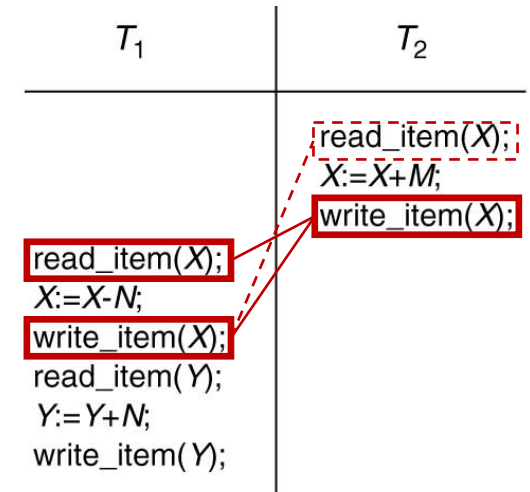 T1 T2
read_item(X);
X:=X+M;
write_item(X);
read_item(X);
X:=X-N;
write_item(X);
read_item(Y);
Y:=Y+N;
write_item(Y);